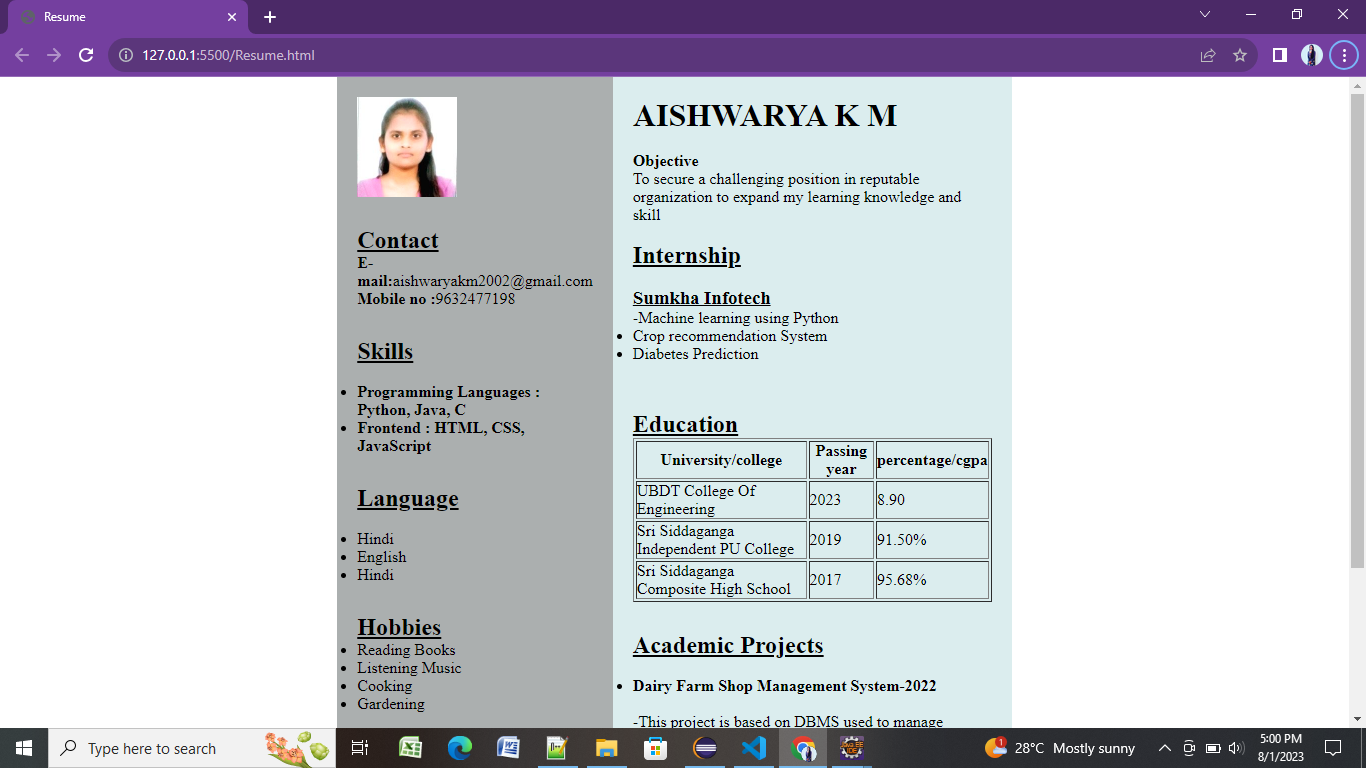 Resume
127.0.0.1:5500/Resume.html
Contact
E-
mail:aishwaryakm2002@gmail.com
Mobile no :9632477198
Skills
Programming Languages :
Python, Java, C
Frontend : HTML, CSS,
JavaScript
Language
Hindi
English
Hindi
Hobbies
Reading Books
Listening Music
Cooking
Gardening
AISHWARYA K M
Objective
To secure a challenging position in reputable
organization to expand my learning knowledge and
skill
Internship
Sumkha Infotech
-Machine learning using Python
Crop recommendation System
Diabetes Prediction
Education
University/college Passing year percentage/cgpa
UBDT College Of Engineering 2023 8.90
Sri Siddaganga Independent PU College 2019 91.50%
Sri Siddaganga Composite High School 2017 95.68%
Academic Projects
Dairy Farm Shop Management System-2022
-This project is based on DBMS used to manage
Type here to search
28°C Mostly sunny
5:00 PM
8/1/2023